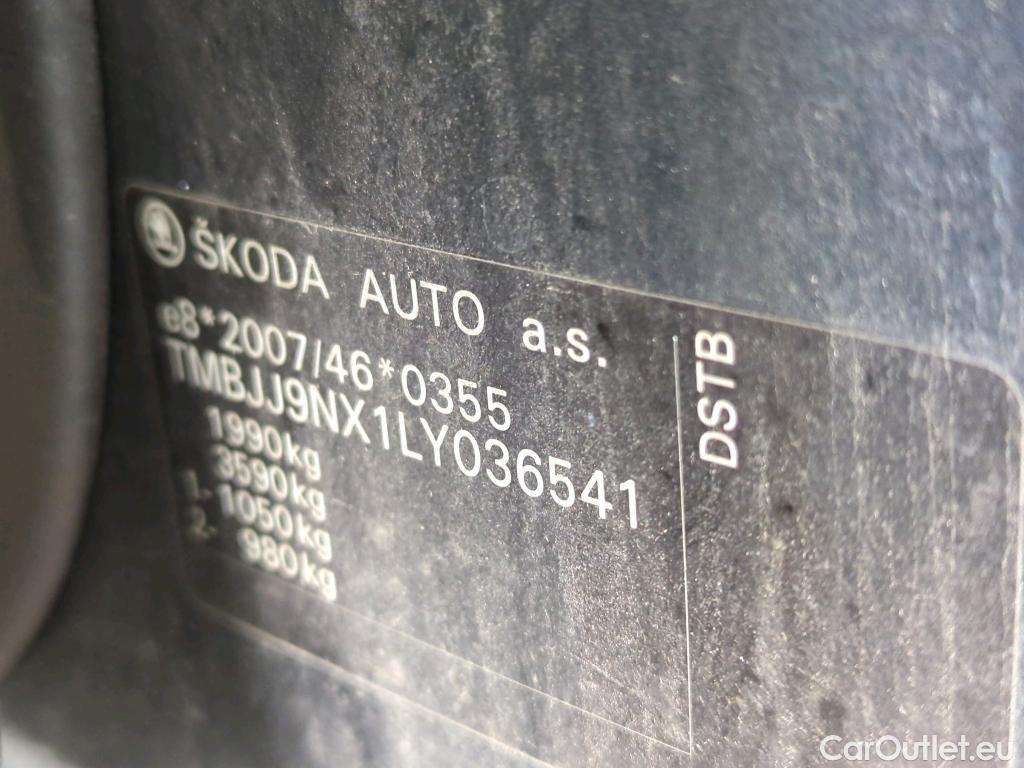 ŠKODA AUTO a.s.
e8*2007/46*0355
TMBJJ9NX1LY036541
1990kg
3590kg
1- 1050kg
2- 980kg
DSTB
CarOutlet.eu